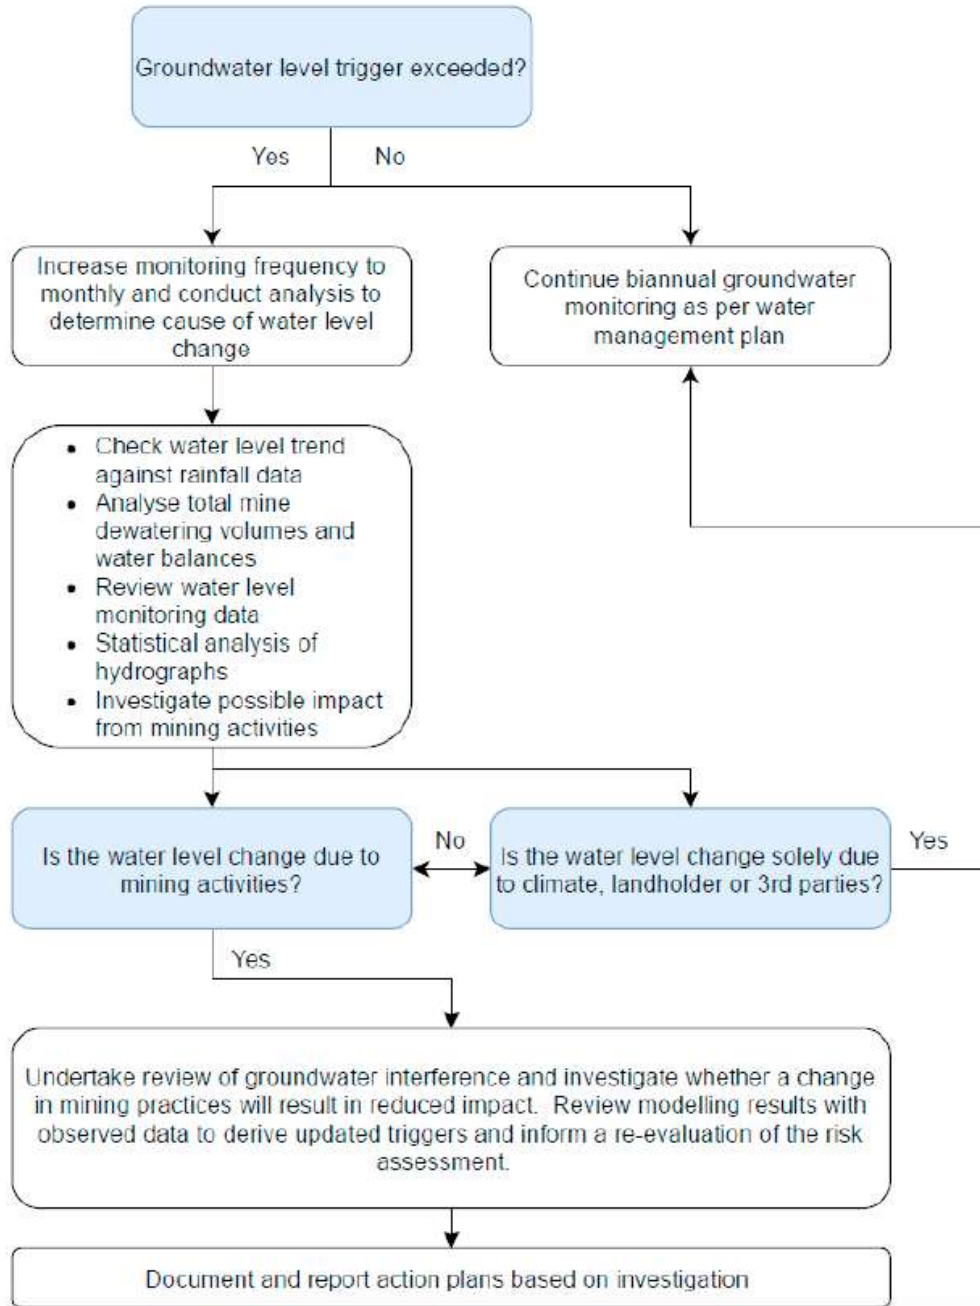 Groundwater level trigger exceeded?
Yes
No
Increase monitoring frequency to
monthly and conduct analysis to
determine cause of water level
change
Continue biannual groundwater
monitoring as per water
management plan
• Check water level trend
against rainfall data
• Analyse total mine
dewatering volumes and
water balances
• Review water level
monitoring data
• Statistical analysis of
hydrographs
• Investigate possible impact
from mining activities
Is the water level change due to
mining activities?
No
Is the water level change solely due
to climate, landholder or 3rd parties?
Yes
Yes
Undertake review of groundwater interference and investigate whether a change
in mining practices will result in reduced impact. Review modelling results with
observed data to derive updated triggers and inform a re-evaluation of the risk
assessment.
Document and report action plans based on investigation